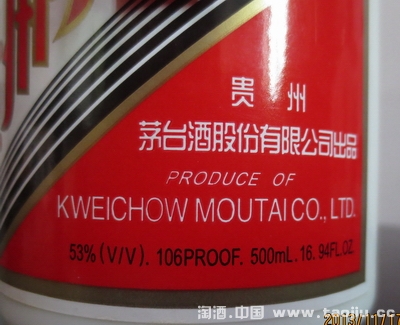 贵 州
茅台酒股份有限公司出品
PRODUCE OF
KWEICHOW MOUTAI CO., LTD.
53% (V/V). 106PROOF. 500mL. 16.94FL.OZ.
淘酒.中国 www.taojiu.cc